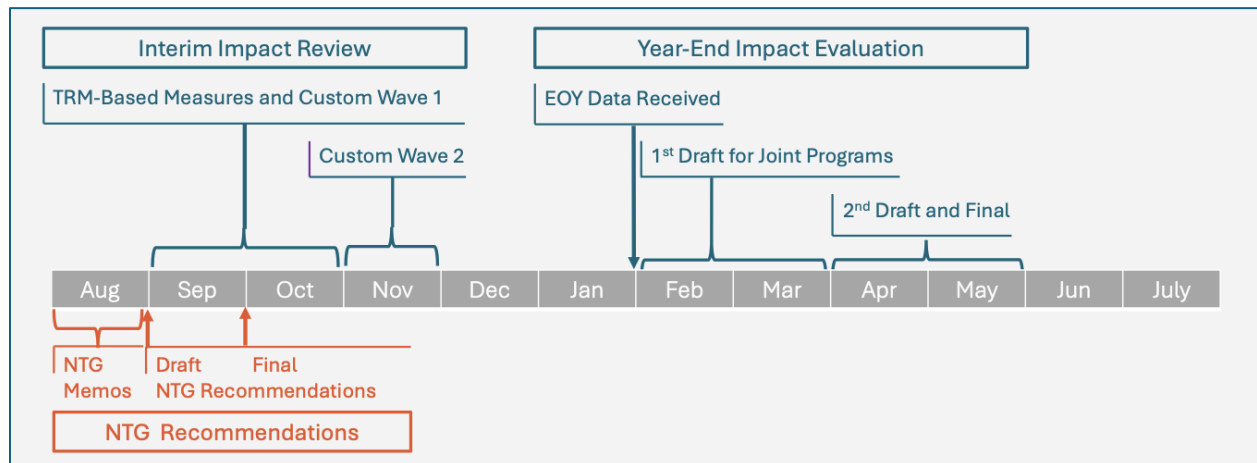 Interim Impact Review
Year-End Impact Evaluation
TRM-Based Measures and Custom Wave 1
EOY Data Received
Custom Wave 2
1st Draft for Joint Programs
2nd Draft and Final
Aug Sep Oct Nov Dec Jan Feb Mar Apr May Jun July
NTG
Memos
Draft Final
NTG Recommendations
NTG Recommendations